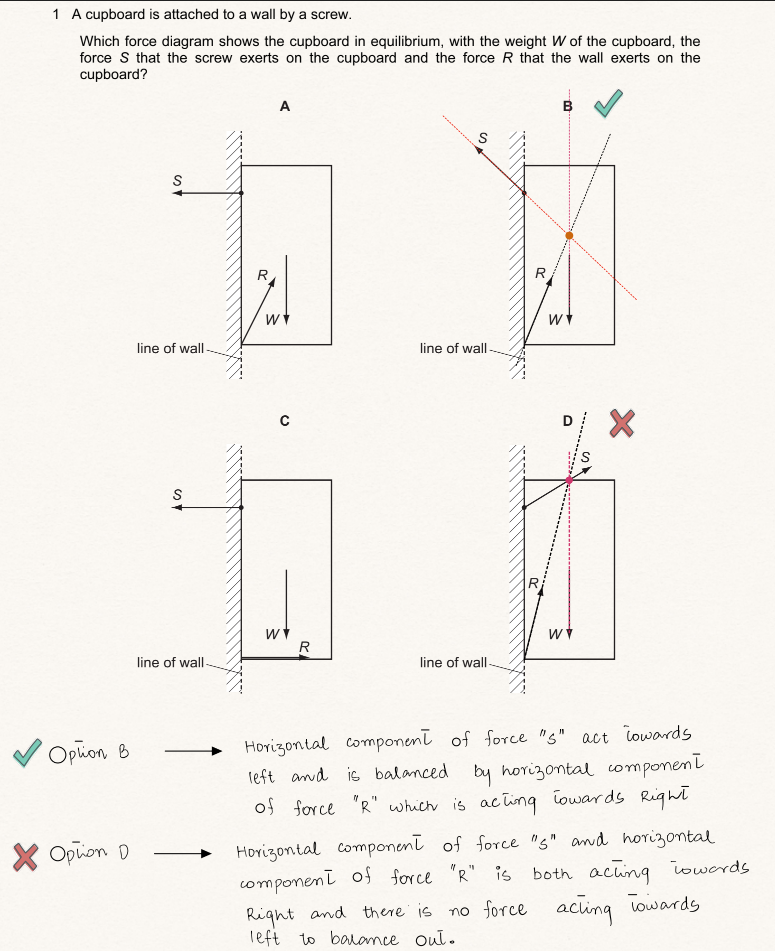 1 A cupboard is attached to a wall by a screw.
Which force diagram shows the cupboard in equilibrium, with the weight W of the cupboard, the
force S that the screw exerts on the cupboard and the force R that the wall exerts on the
cupboard?
A
B
S
R
W
line of wall
S
R
W
line of wall
C
D
S
W
R
line of wall
S
R
W
line of wall
Option B
Horizontal component of force "S" act towards
left and is balanced by horizontal component
of force "R" which is acting towards Right
Option D
Horizontal component of force "S" and horizontal
component of force "R" is both acting towards
Right and there is no force acting towards
left to balance out.